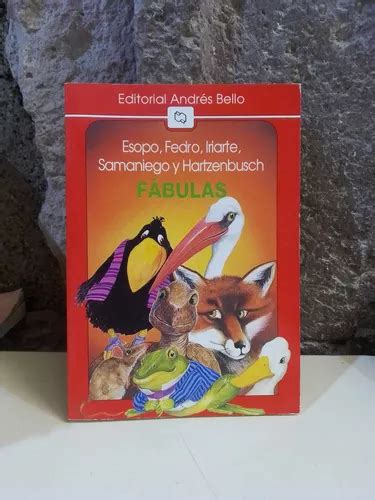 Editorial Andrés Bello
Esopo, Fedro, Iriarte,
Samaniego y Hartzenbusch
FÁBULAS